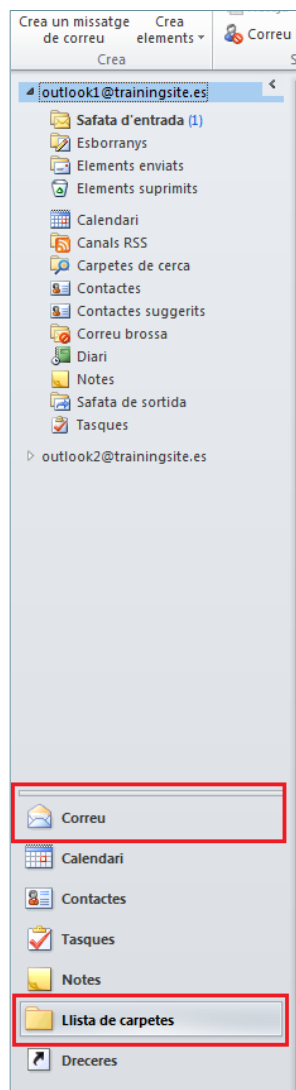 Crea un missatge
de correu
Crea
elements
Correu
Crea
outlook1@trainingsite.es
Safata d'entrada (1)
Esborranys
Elements enviats
Elements suprimits
Calendari
Canals RSS
Carpetes de cerca
Contactes
Contactes suggerits
Correu brossa
Diari
Notes
Safata de sortida
Tasques
outlook2@trainingsite.es
Correu
Calendari
Contactes
Tasques
Notes
Llista de carpetes
Dreceres